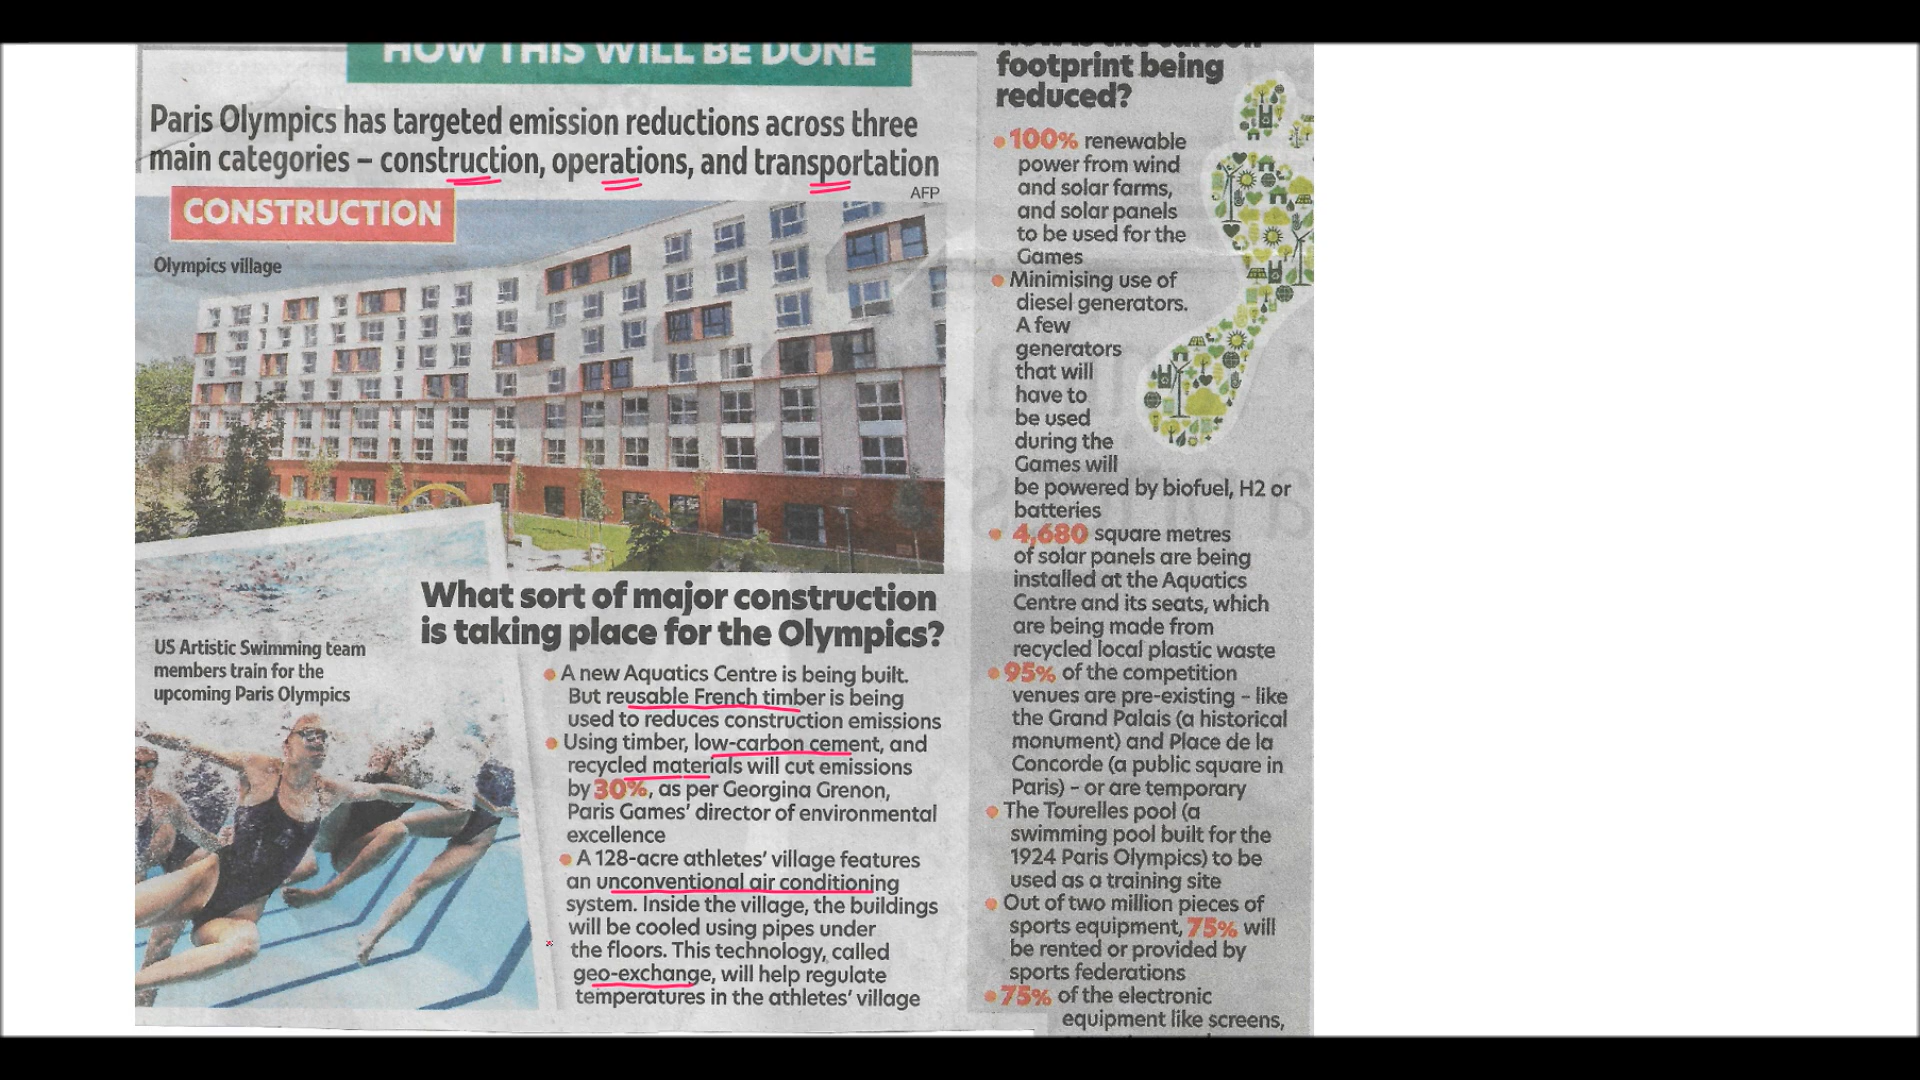 HOW THIS WILL BE DONE
Paris Olympics has targeted emission reductions across three
main categories – construction, operations, and transportation
AFP
CONSTRUCTION
Olympics village
US Artistic Swimming team
members train for the
upcoming Paris Olympics
What sort of major construction
is taking place for the Olympics?
• A new Aquatics Centre is being built.
But reusable French timber is being
used to reduces construction emissions
• Using timber, low-carbon cement, and
recycled materials will cut emissions
by 30%, as per Georgina Grenon,
Paris Games’ director of environmental
excellence
• A 128-acre athletes’ village features
an unconventional air conditioning
system. Inside the village, the buildings
will be cooled using pipes under
the floors. This technology, called
geo-exchange, will help regulate
temperatures in the athletes’ village
How is the carbon
footprint being
reduced?
• 100% renewable
power from wind
and solar farms,
and solar panels
to be used for the
Games
• Minimising use of
diesel generators.
A few
generators
that will
have to
be used
during the
Games will
be powered by biofuel, H2 or
batteries
• 4,680 square metres
of solar panels are being
installed at the Aquatics
Centre and its seats, which
are being made from
recycled local plastic waste
• 95% of the competition
venues are pre-existing – like
the Grand Palais (a historical
monument) and Place de la
Concorde (a public square in
Paris) – or are temporary
• The Tourelles pool (a
swimming pool built for the
1924 Paris Olympics) to be
used as a training site
• Out of two million pieces of
sports equipment, 75% will
be rented or provided by
sports federations
• 75% of the electronic
equipment like screens,